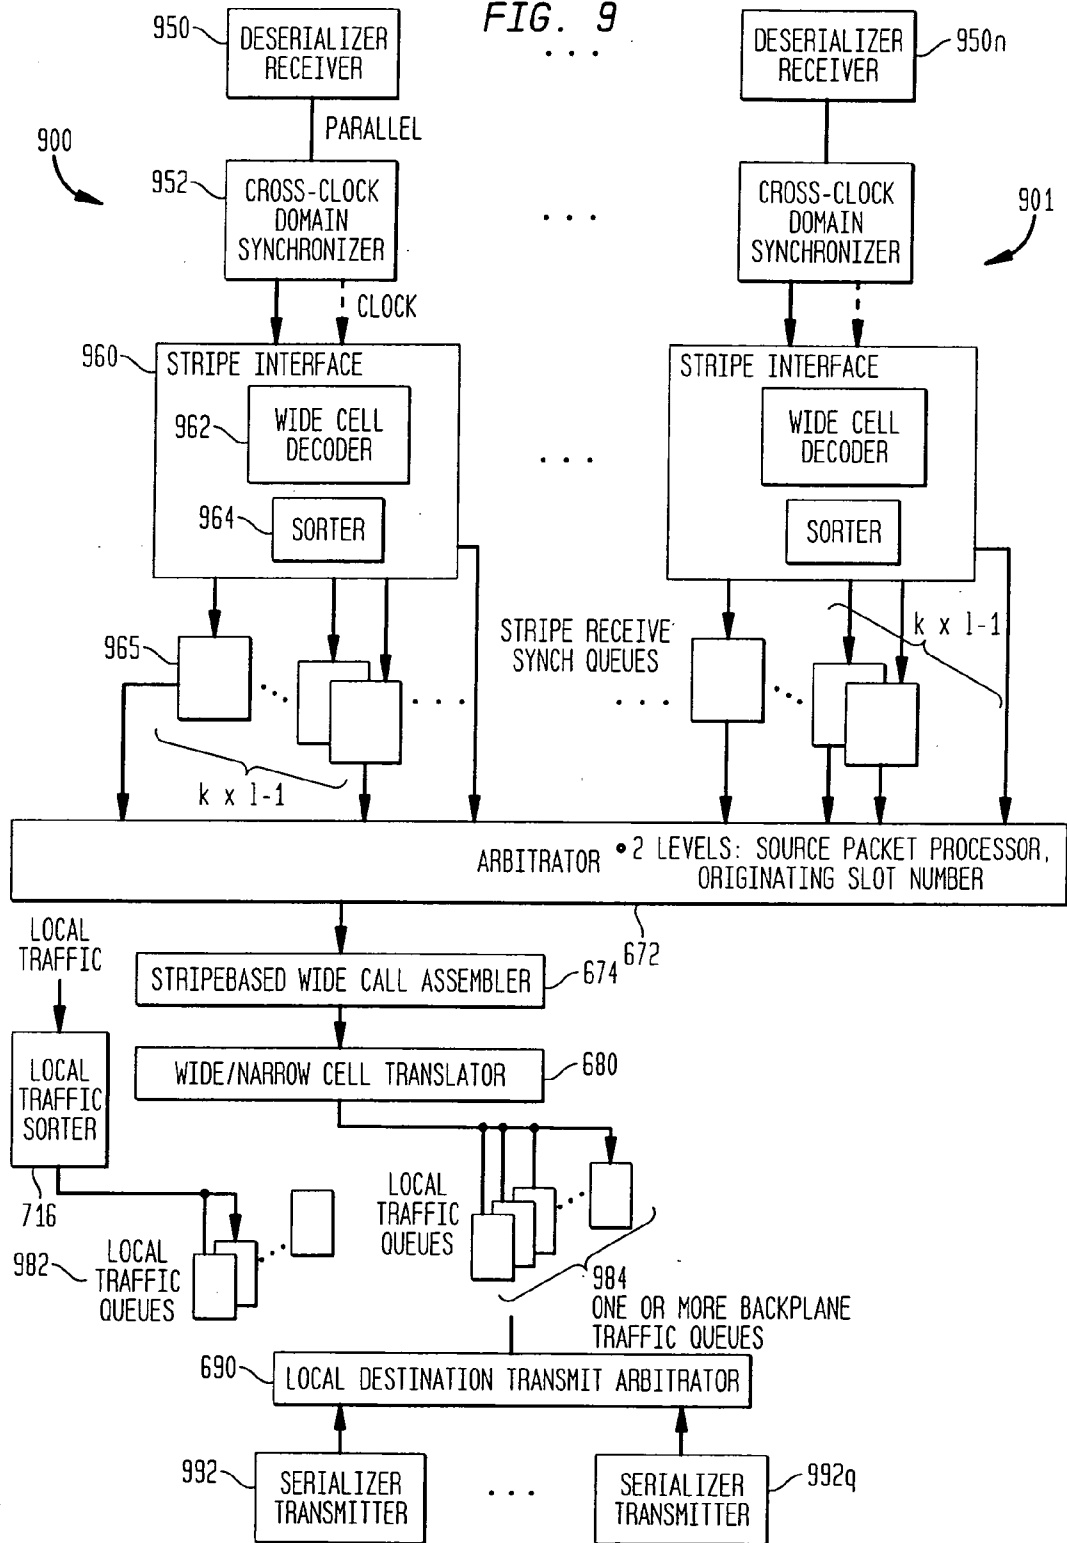 FIG. 9
950
DESERIALIZER
RECEIVER
. . .
DESERIALIZER
RECEIVER
950n
PARALLEL
900
952
CROSS-CLOCK
DOMAIN
SYNCHRONIZER
. . .
CROSS-CLOCK
DOMAIN
SYNCHRONIZER
901
CLOCK
960
STRIPE INTERFACE
962
WIDE CELL
DECODER
964
SORTER
. . .
STRIPE INTERFACE
WIDE CELL
DECODER
SORTER
965
STRIPE RECEIVE
SYNCH QUEUES
k x l-1
k x l-1
ARBITRATOR
•2 LEVELS: SOURCE PACKET PROCESSOR,
ORIGINATING SLOT NUMBER
672
LOCAL
TRAFFIC
STRIPEBASED WIDE CALL ASSEMBLER
674
LOCAL
TRAFFIC
SORTER
716
WIDE/NARROW CELL TRANSLATOR
680
LOCAL
TRAFFIC
QUEUES
982
LOCAL
TRAFFIC
QUEUES
984
ONE OR MORE BACKPLANE
TRAFFIC QUEUES
690
LOCAL DESTINATION TRANSMIT ARBITRATOR
992
SERIALIZER
TRANSMITTER
. . .
SERIALIZER
TRANSMITTER
992q